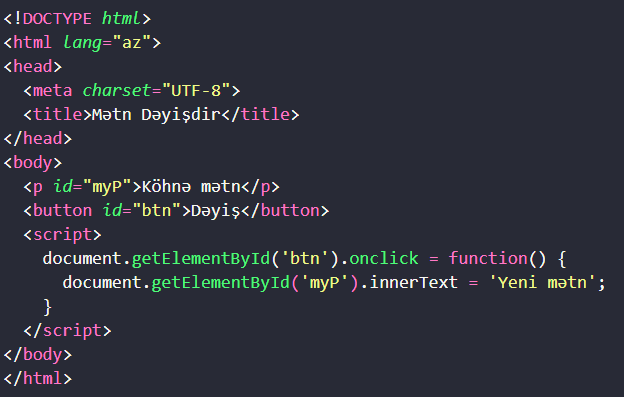 <!DOCTYPE html>
<html lang="az">
<head>
  <meta charset="UTF-8">
  <title>Mətn Dəyişdir</title>
</head>
<body>
  <p id="myP">Köhnə mətn</p>
  <button id="btn">Dəyiş</button>
  <script>
    document.getElementById('btn').onclick = function() {
      document.getElementById('myP').innerText = 'Yeni mətn';
    }
  </script>
</body>
</html>